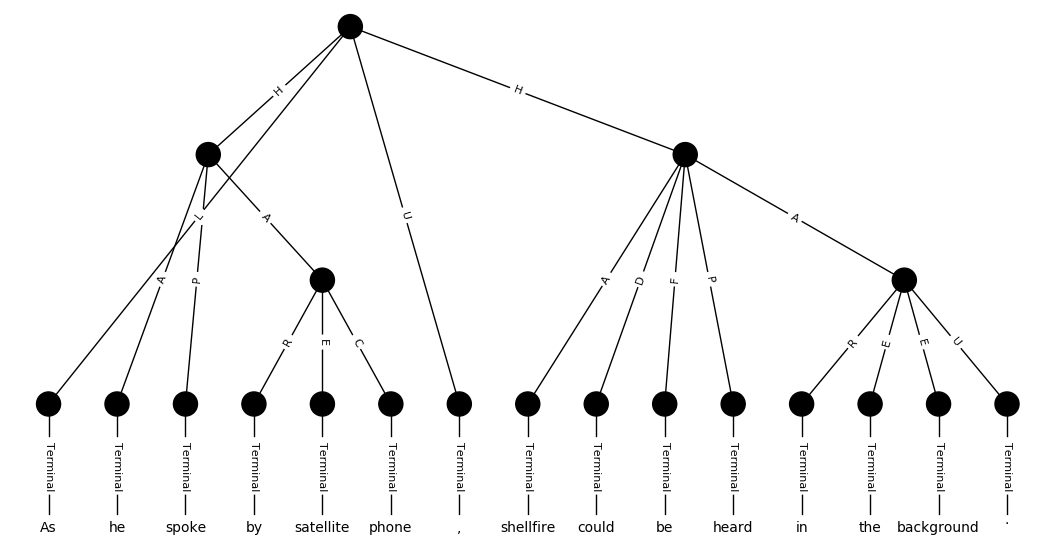 H
H
L
A
U
A
A
P
A
D
F
P
R
E
C
R
E
E
U
Terminal Terminal Terminal Terminal Terminal Terminal Terminal Terminal Terminal Terminal Terminal Terminal Terminal Terminal Terminal
As he spoke by satellite phone , shellfire could be heard in the background .